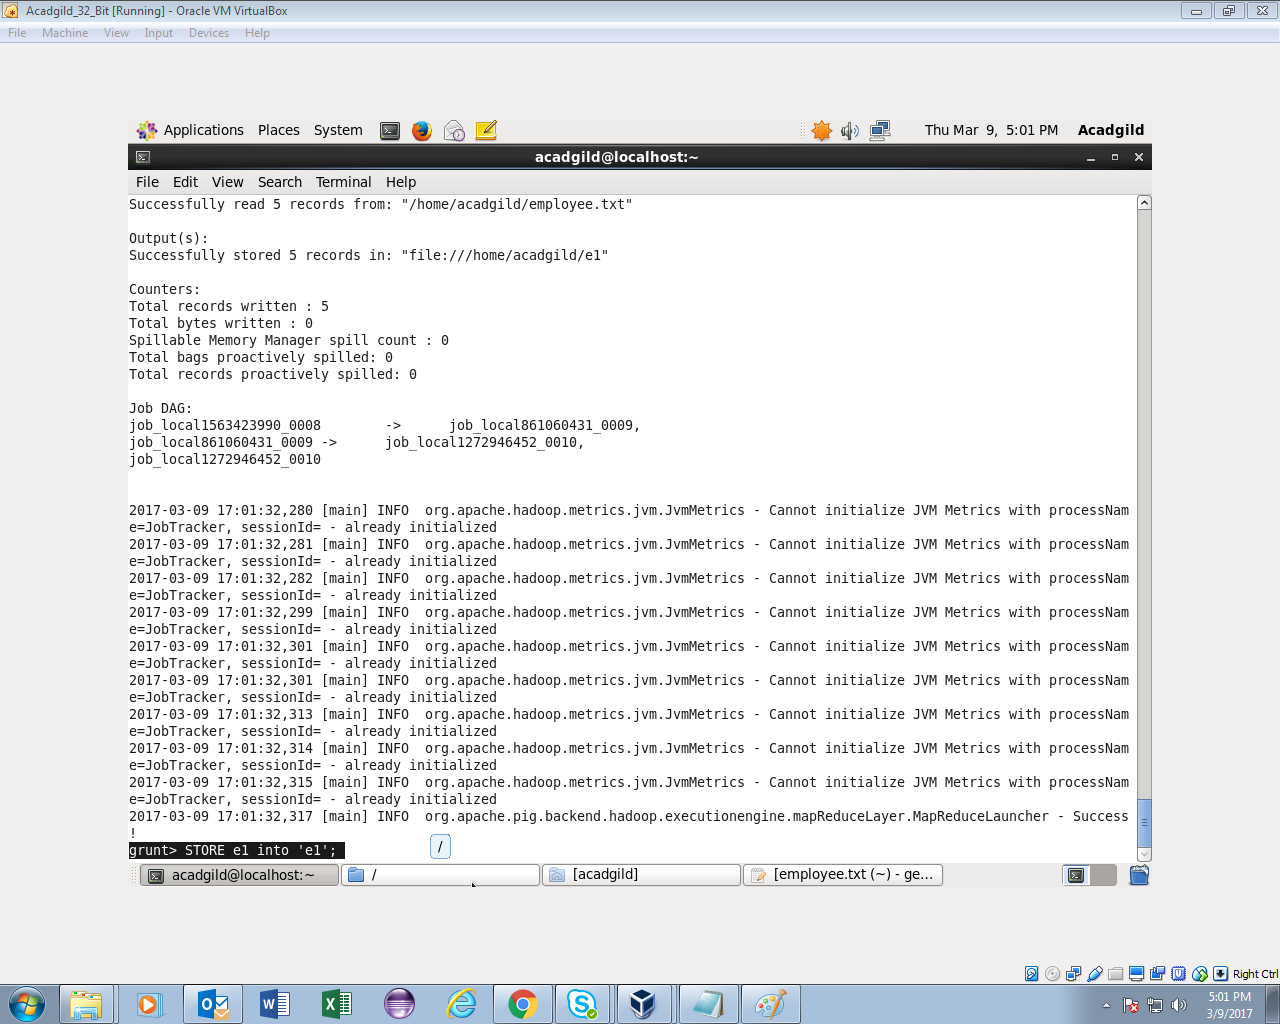 Acadgild_32_Bit [Running] - Oracle VM VirtualBox
File Machine View Input Devices Help
Applications Places System Thu Mar 9, 5:01 PM Acadgild
acadgild@localhost:~
File Edit View Search Terminal Help
Successfully read 5 records from: "/home/acadgild/employee.txt"
Output(s):
Successfully stored 5 records in: "file:///home/acadgild/e1"
Counters:
Total records written : 5
Total bytes written : 0
Spillable Memory Manager spill count : 0
Total bags proactively spilled: 0
Total records proactively spilled: 0
Job DAG:
job_local1563423990_0008 -> job_local861060431_0009,
job_local861060431_0009 -> job_local1272946452_0010,
job_local1272946452_0010
2017-03-09 17:01:32,280 [main] INFO org.apache.hadoop.metrics.jvm.JvmMetrics - Cannot initialize JVM Metrics with processNam
e=JobTracker, sessionId= - already initialized
2017-03-09 17:01:32,281 [main] INFO org.apache.hadoop.metrics.jvm.JvmMetrics - Cannot initialize JVM Metrics with processNam
e=JobTracker, sessionId= - already initialized
2017-03-09 17:01:32,282 [main] INFO org.apache.hadoop.metrics.jvm.JvmMetrics - Cannot initialize JVM Metrics with processNam
e=JobTracker, sessionId= - already initialized
2017-03-09 17:01:32,299 [main] INFO org.apache.hadoop.metrics.jvm.JvmMetrics - Cannot initialize JVM Metrics with processNam
e=JobTracker, sessionId= - already initialized
2017-03-09 17:01:32,301 [main] INFO org.apache.hadoop.metrics.jvm.JvmMetrics - Cannot initialize JVM Metrics with processNam
e=JobTracker, sessionId= - already initialized
2017-03-09 17:01:32,301 [main] INFO org.apache.hadoop.metrics.jvm.JvmMetrics - Cannot initialize JVM Metrics with processNam
e=JobTracker, sessionId= - already initialized
2017-03-09 17:01:32,313 [main] INFO org.apache.hadoop.metrics.jvm.JvmMetrics - Cannot initialize JVM Metrics with processNam
e=JobTracker, sessionId= - already initialized
2017-03-09 17:01:32,314 [main] INFO org.apache.hadoop.metrics.jvm.JvmMetrics - Cannot initialize JVM Metrics with processNam
e=JobTracker, sessionId= - already initialized
2017-03-09 17:01:32,315 [main] INFO org.apache.hadoop.metrics.jvm.JvmMetrics - Cannot initialize JVM Metrics with processNam
e=JobTracker, sessionId= - already initialized
2017-03-09 17:01:32,317 [main] INFO org.apache.pig.backend.hadoop.executionengine.mapReduceLayer.MapReduceLauncher - Success
!
grunt> STORE e1 into 'e1';
/
acadgild@localhost:~ / [acadgild] [employee.txt (~) - ge...
Right Ctrl
5:01 PM
3/9/2017